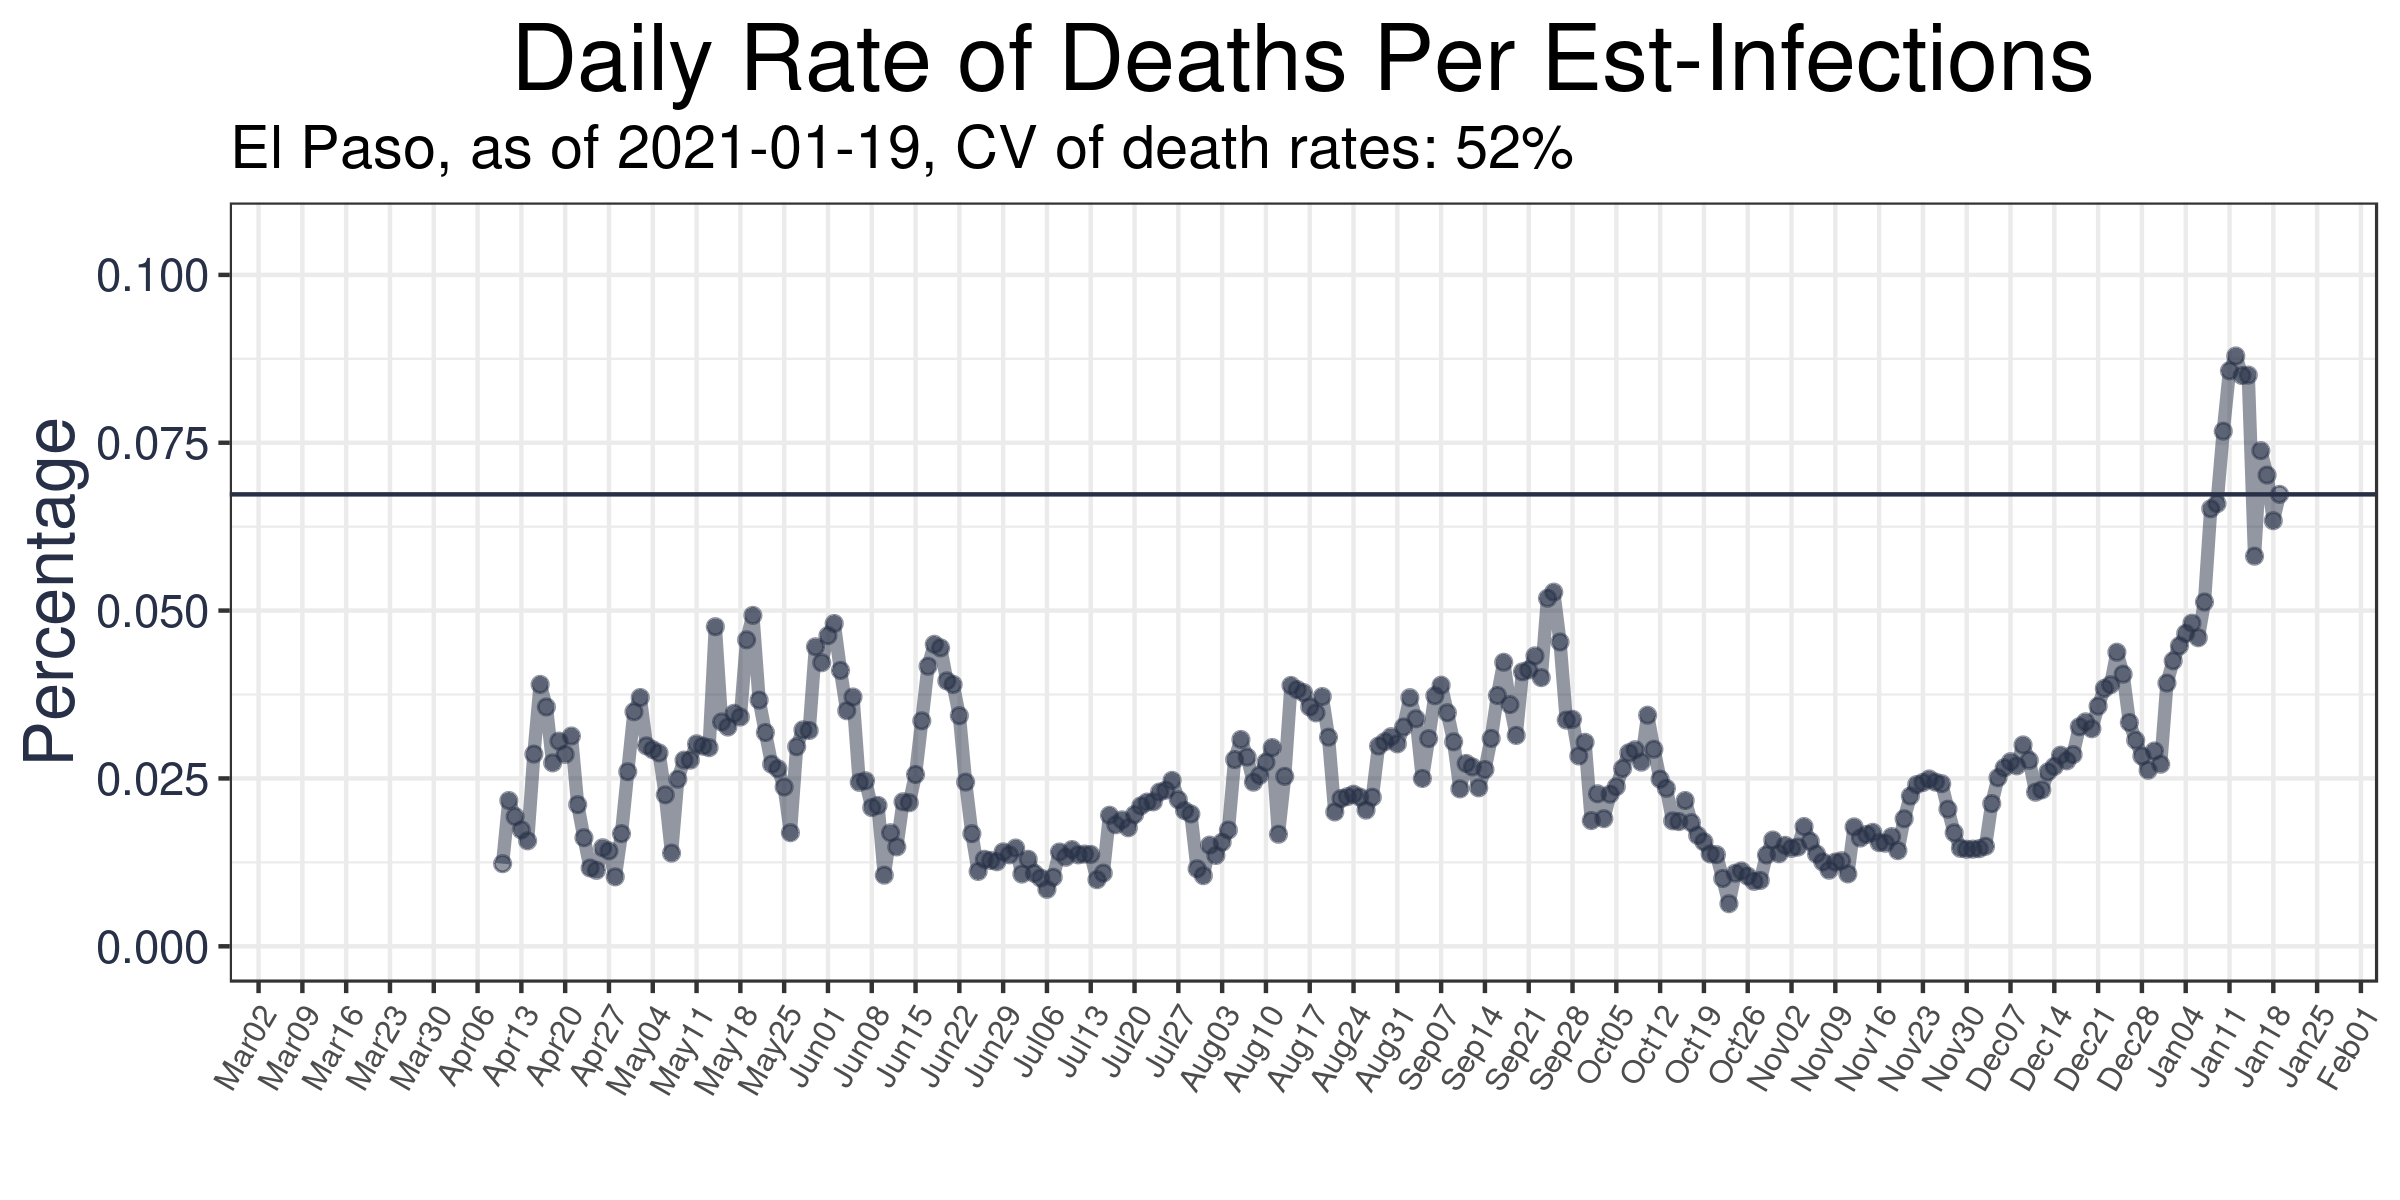 Daily Rate of Deaths Per Est-Infections
El Paso, as of 2021-01-19, CV of death rates: 52%
Percentage
0.100
0.075
0.050
0.025
0.000
Mar02
Mar09
Mar16
Mar23
Mar30
Apr06
Apr13
Apr20
Apr27
May04
May11
May18
May25
Jun01
Jun08
Jun15
Jun22
Jun29
Jul06
Jul13
Jul20
Jul27
Aug03
Aug10
Aug17
Aug24
Aug31
Sep07
Sep14
Sep21
Sep28
Oct05
Oct12
Oct19
Oct26
Nov02
Nov09
Nov16
Nov23
Nov30
Dec07
Dec14
Dec21
Dec28
Jan04
Jan11
Jan18
Jan25
Feb01